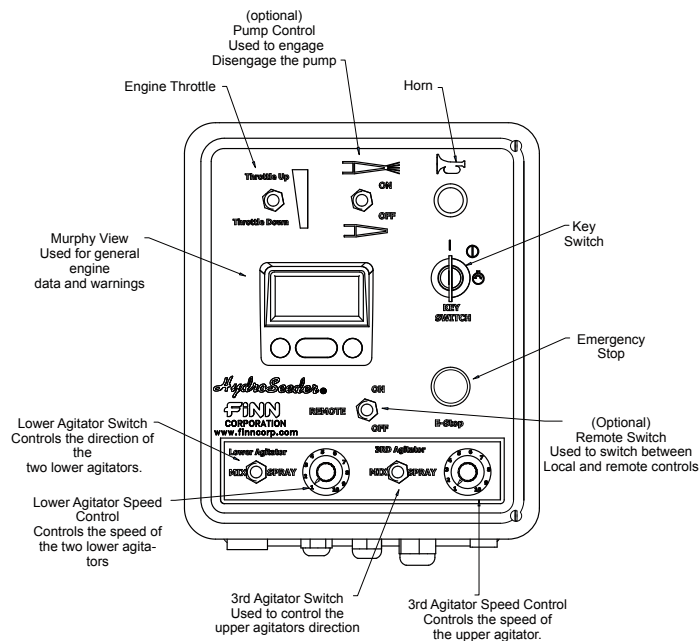 (optional)
Pump Control
Used to engage
Disengage the pump
Engine Throttle
Horn
Throttle Up
Throttle Down
ON
OFF
Key
Switch
I
KEY
SWITCH
Murphy View
Used for general
engine
data and warnings
Emergency
Stop
E-Stop
HydroSeeder®
FINN
CORPORATION
www.finncorp.com
ON
REMOTE
OFF
(Optional)
Remote Switch
Used to switch between
Local and remote controls
Lower Agitator Switch
Controls the direction of
the
two lower agitators.
Lower Agitator
MIX SPRAY
3RD Agitator
MIX SPRAY
Lower Agitator Speed
Control
Controls the speed of
the two lower agita-
tors
3rd Agitator Switch
Used to control the
upper agitators direction
3rd Agitator Speed Control
Controls the speed of
the upper agitator.